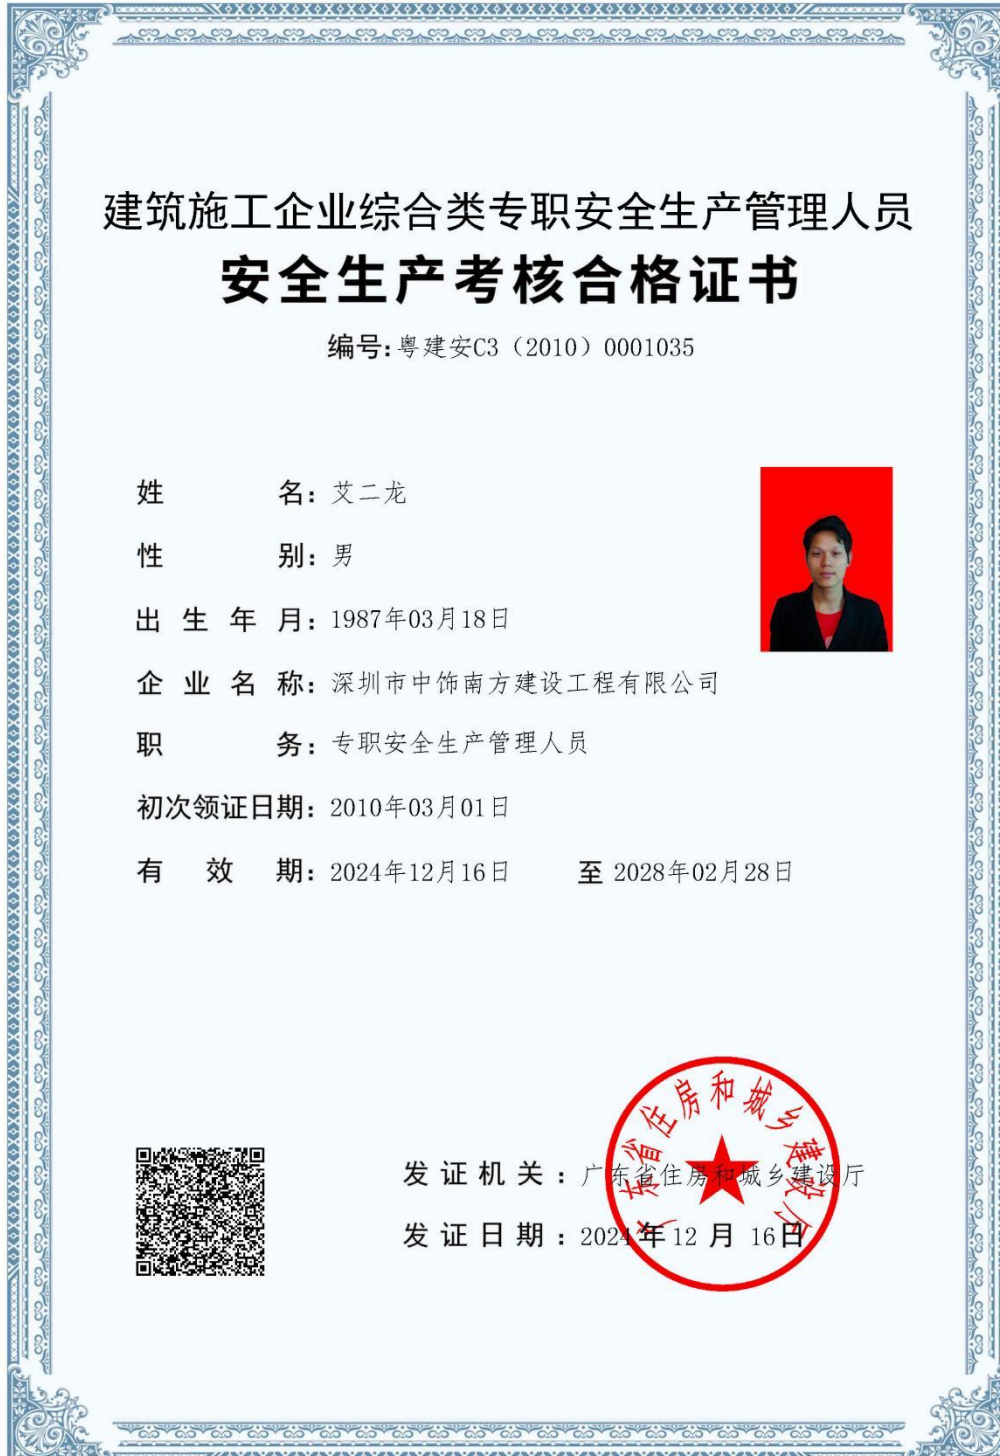 建筑施工企业综合类专职安全生产管理人员
安全生产考核合格证书
编号:粤建安C3（2010）0001035
姓名：艾二龙
性别：男
出生年月：1987年03月18日
企业名称：深圳市中饰南方建设工程有限公司
职务：专职安全生产管理人员
初次领证日期：2010年03月01日
有效期：2024年12月16日 至 2028年02月28日
广东省住房和城乡建设厅
发证机关：广东省住房和城乡建设厅
发证日期：2024年12月16日